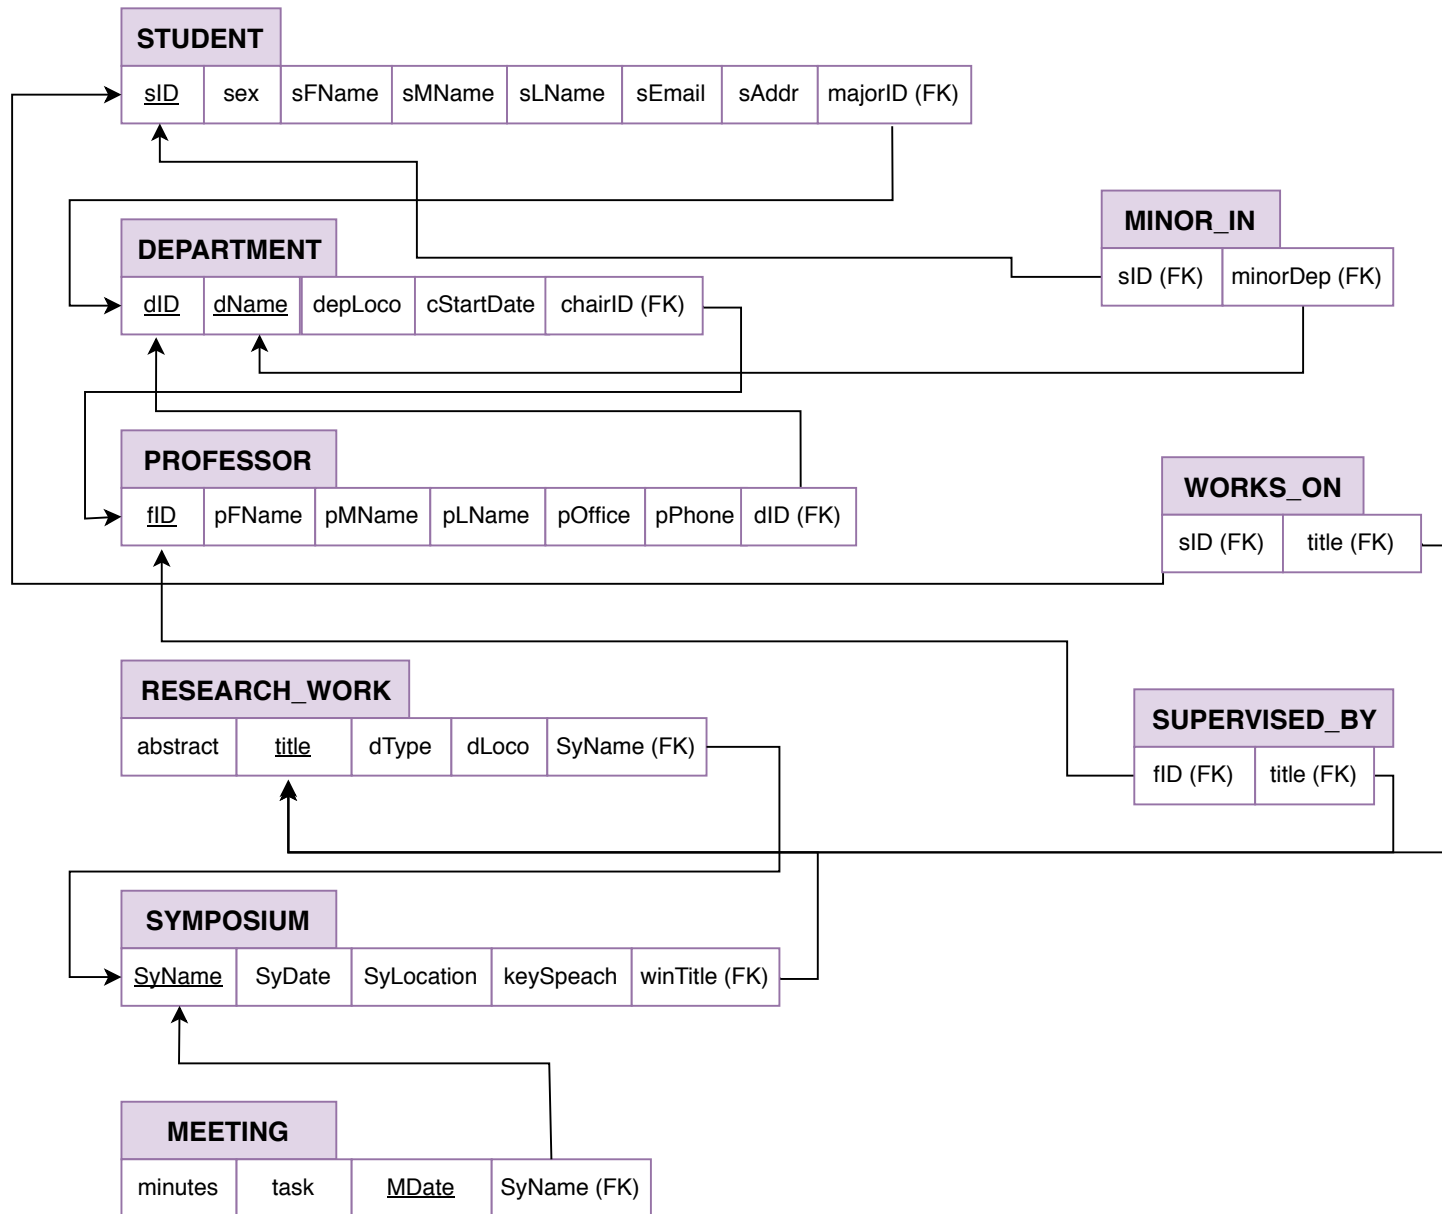 STUDENT
sID sex sFName sMName sLName sEmail sAddr majorID (FK)
MINOR_IN
sID (FK) minorDep (FK)
DEPARTMENT
dID dName depLoco cStartDate chairID (FK)
PROFESSOR
fID pFName pMName pLName pOffice pPhone dID (FK)
WORKS_ON
sID (FK) title (FK)
RESEARCH_WORK
abstract title dType dLoco SyName (FK)
SUPERVISED_BY
fID (FK) title (FK)
SYMPOSIUM
SyName SyDate SyLocation keySpeach winTitle (FK)
MEETING
minutes task MDate SyName (FK)